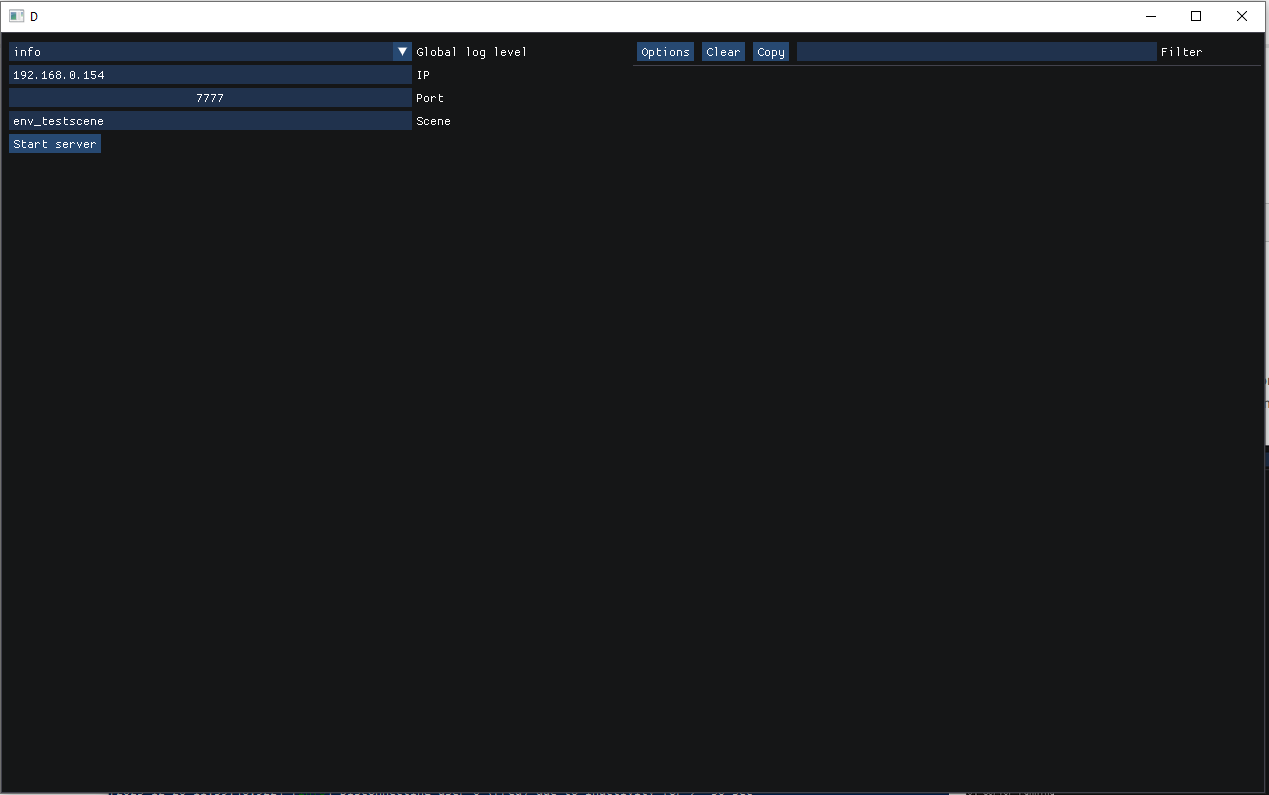 D
info Global log level
192.168.0.154 IP
7777 Port
env_testscene Scene
Start server
Options Clear Copy Filter